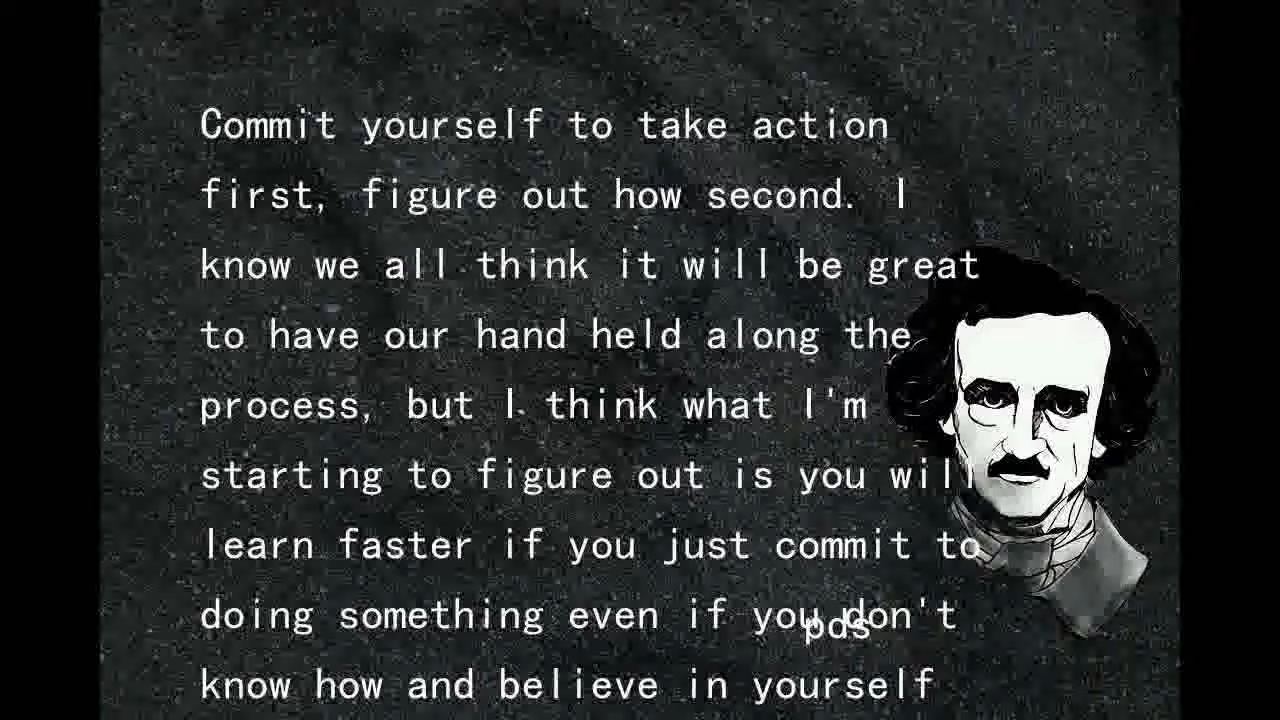 Commit yourself to take action
first, figure out how second. I
know we all think it will be great
to have our hand held along the
process, but I think what I'm
starting to figure out is you will
learn faster if you just commit to
doing something even if you don't
pds
know how and believe in yourself